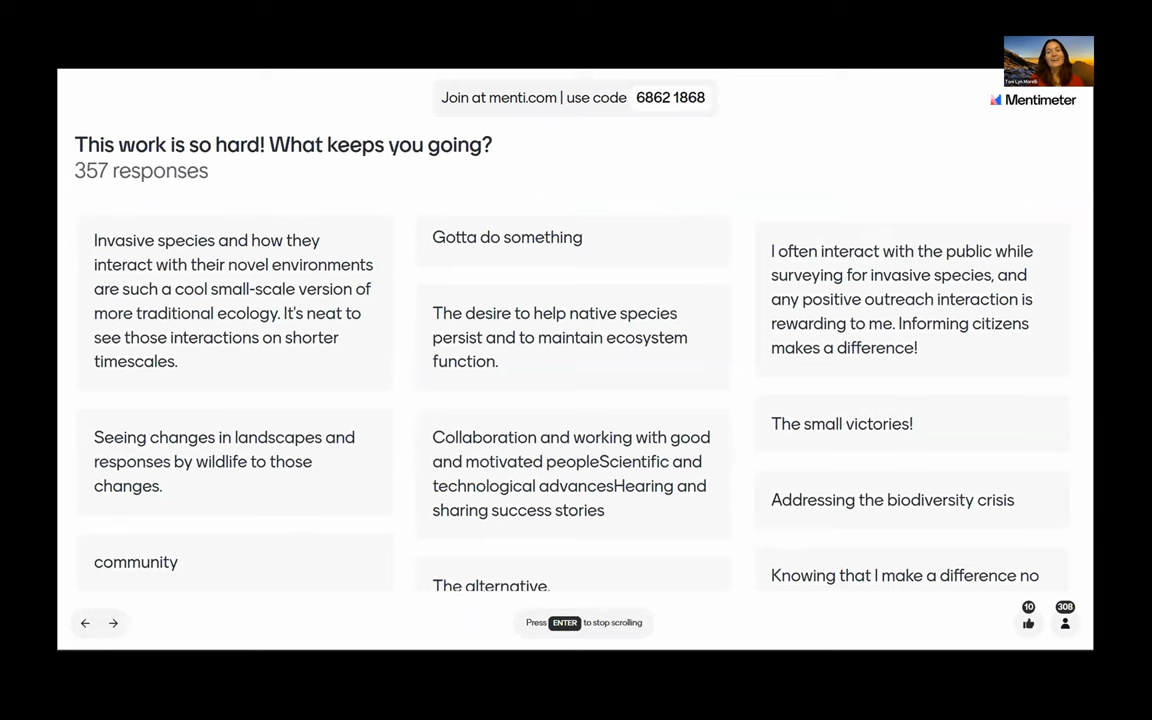 Toni Lyn Morelli
Join at menti.com | use code 6862 1868
Mentimeter
This work is so hard! What keeps you going?
357 responses
Invasive species and how they
interact with their novel environments
are such a cool small-scale version of
more traditional ecology. It's neat to
see those interactions on shorter
timescales.
Seeing changes in landscapes and
responses by wildlife to those
changes.
community
Gotta do something
The desire to help native species
persist and to maintain ecosystem
function.
Collaboration and working with good
and motivated peopleScientific and
technological advancesHearing and
sharing success stories
The alternative.
I often interact with the public while
surveying for invasive species, and
any positive outreach interaction is
rewarding to me. Informing citizens
makes a difference!
The small victories!
Addressing the biodiversity crisis
Knowing that I make a difference no
Press ENTER to stop scrolling
10
308